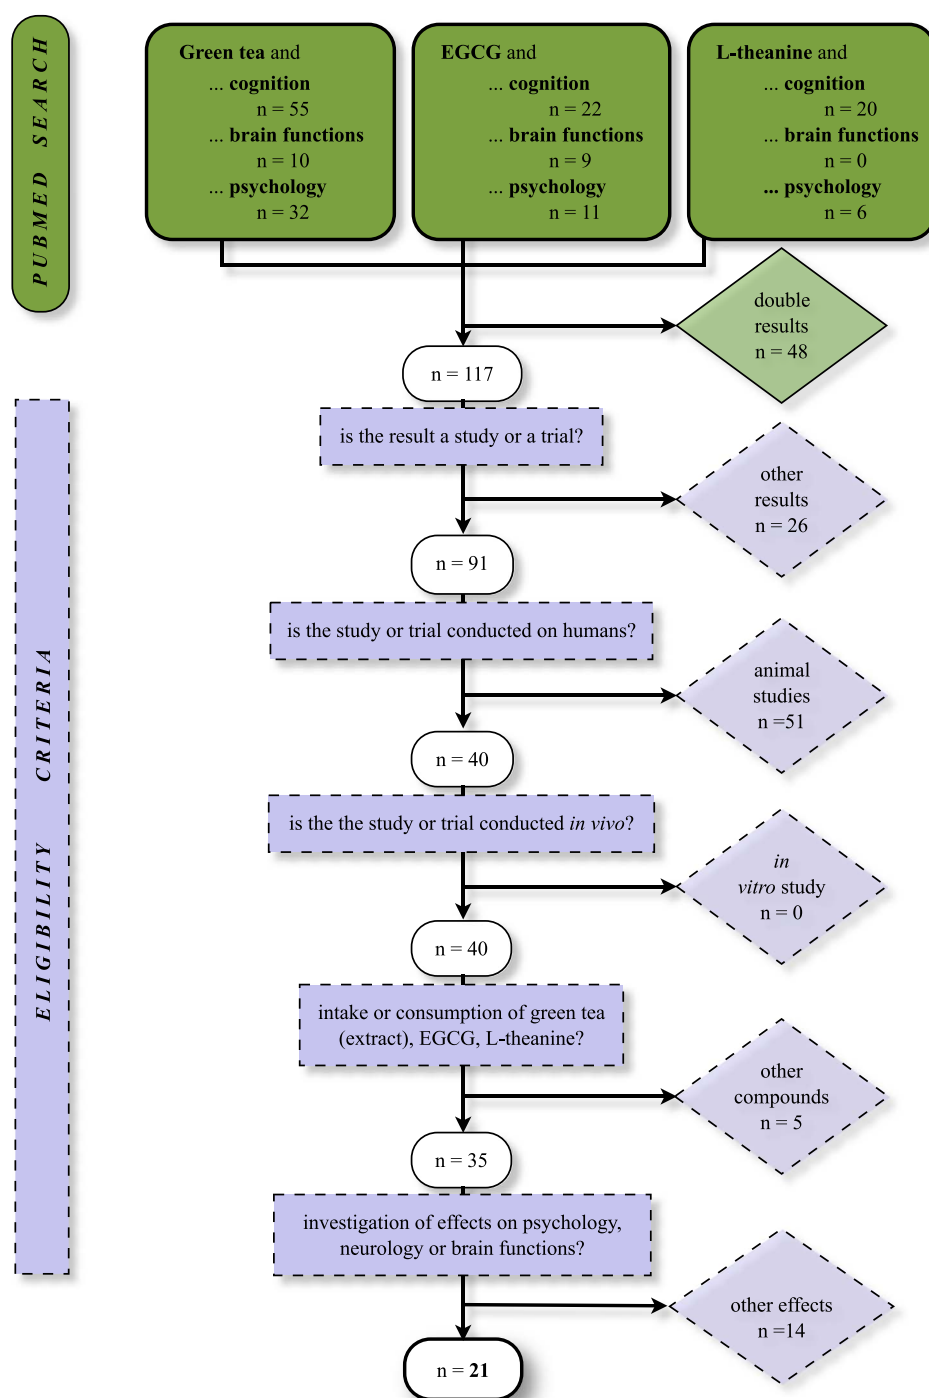 PUBMED SEARCH
Green tea and
... cognition
n = 55
... brain functions
n = 10
... psychology
n = 32
EGCG and
... cognition
n = 22
... brain functions
n = 9
... psychology
n = 11
L-theanine and
... cognition
n = 20
... brain functions
n = 0
... psychology
n = 6
double
results
n = 48
n = 117
ELIGIBILITY CRITERIA
is the result a study or a trial?
other
results
n = 26
n = 91
is the study or trial conducted on humans?
animal
studies
n =51
n = 40
is the the study or trial conducted in vivo?
in
vitro study
n = 0
n = 40
intake or consumption of green tea
(extract), EGCG, L-theanine?
other
compounds
n = 5
n = 35
investigation of effects on psychology,
neurology or brain functions?
other effects
n =14
n = 21